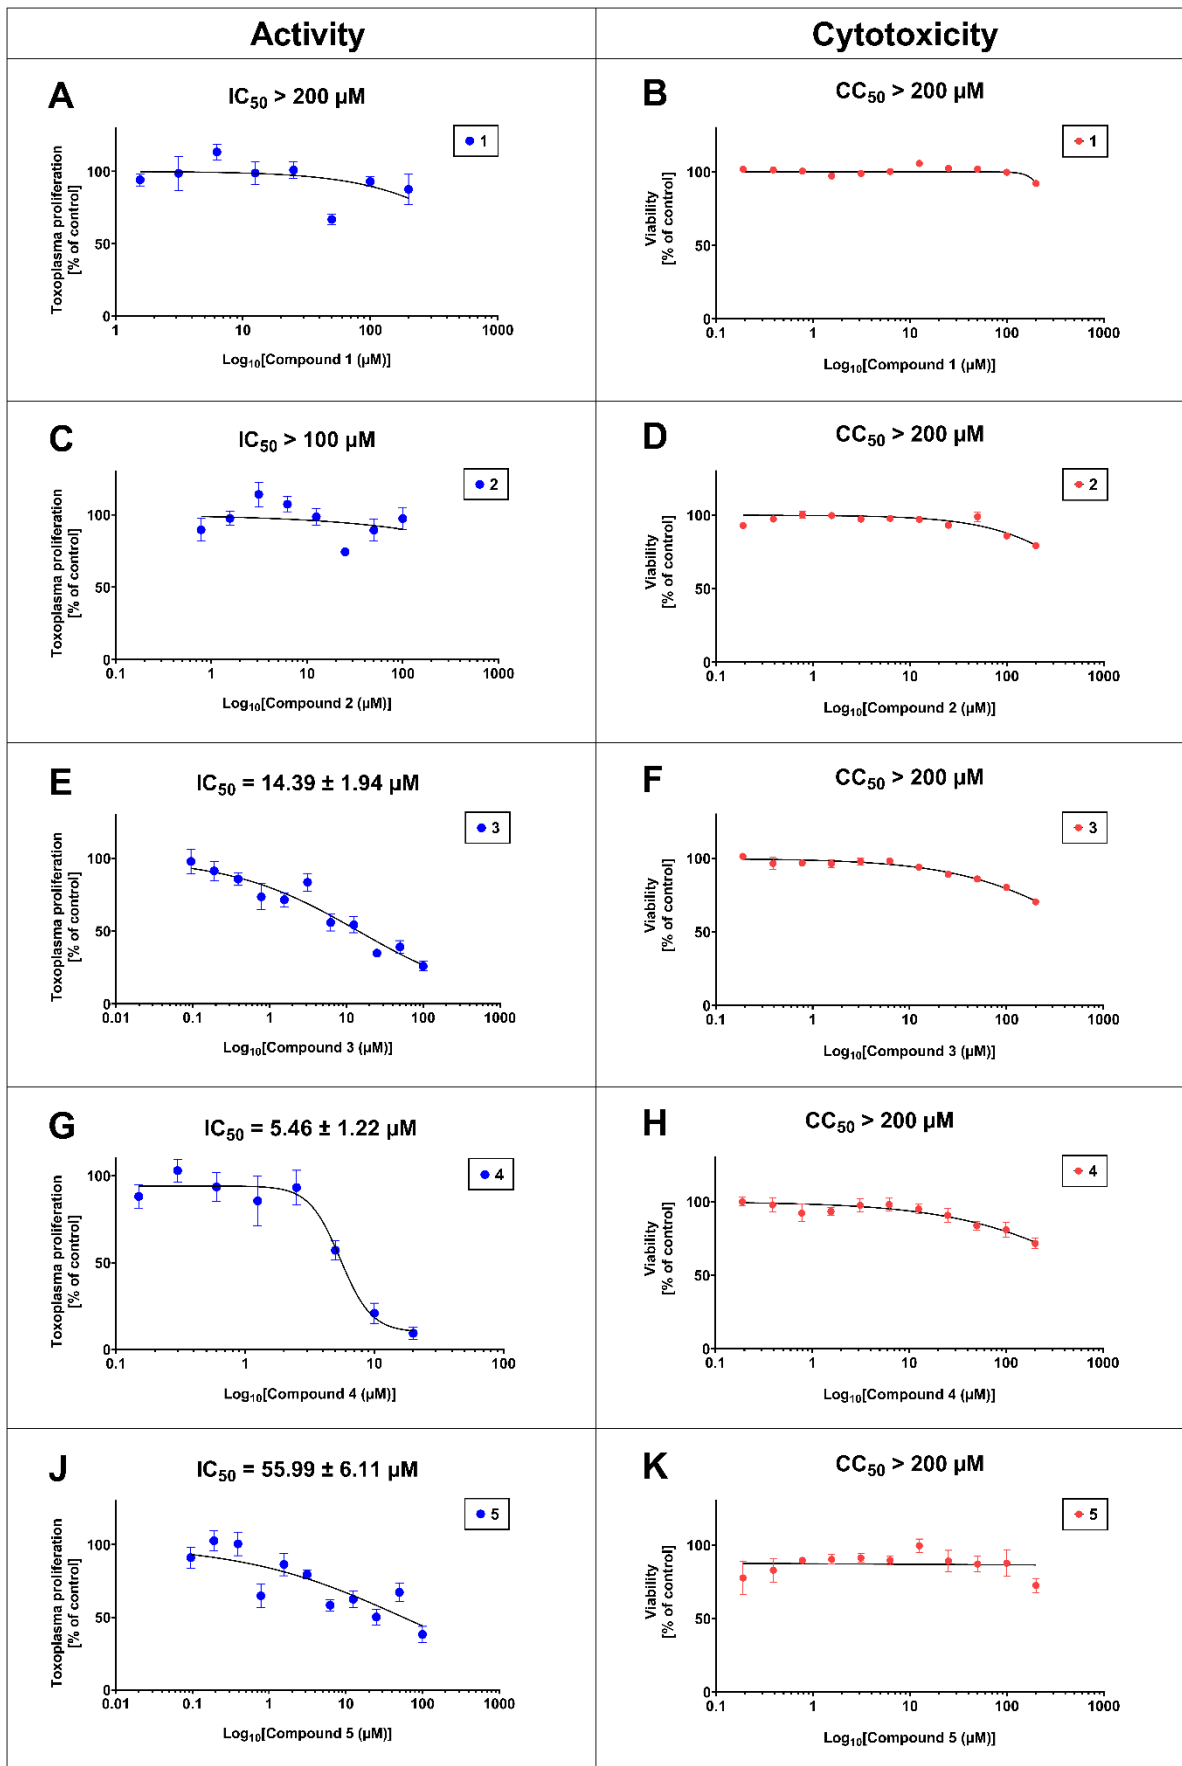 Activity
Cytotoxicity
A
IC50 > 200 µM
1
Toxoplasma proliferation
[% of control]
100
50
0
1 10 100 1000
Log10[Compound 1 (µM)]
B
CC50 > 200 µM
1
Viability
[% of control]
100
50
0
0.1 1 10 100 1000
Log10[Compound 1 (µM)]
C
IC50 > 100 µM
2
Toxoplasma proliferation
[% of control]
100
50
0
0.1 1 10 100 1000
Log10[Compound 2 (µM)]
D
CC50 > 200 µM
2
Viability
[% of control]
100
50
0
0.1 1 10 100 1000
Log10[Compound 2 (µM)]
E
IC50 = 14.39 ± 1.94 µM
3
Toxoplasma proliferation
[% of control]
100
50
0
0.01 0.1 1 10 100 1000
Log10[Compound 3 (µM)]
F
CC50 > 200 µM
3
Viability
[% of control]
100
50
0
0.1 1 10 100 1000
Log10[Compound 3 (µM)]
G
IC50 = 5.46 ± 1.22 µM
4
Toxoplasma proliferation
[% of control]
100
50
0
0.1 1 10 100
Log10[Compound 4 (µM)]
H
CC50 > 200 µM
4
Viability
[% of control]
100
50
0
0.1 1 10 100 1000
Log10[Compound 4 (µM)]
J
IC50 = 55.99 ± 6.11 µM
5
Toxoplasma proliferation
[% of control]
100
50
0
0.01 0.1 1 10 100 1000
Log10[Compound 5 (µM)]
K
CC50 > 200 µM
5
Viability
[% of control]
100
50
0
0.1 1 10 100 1000
Log10[Compound 5 (µM)]